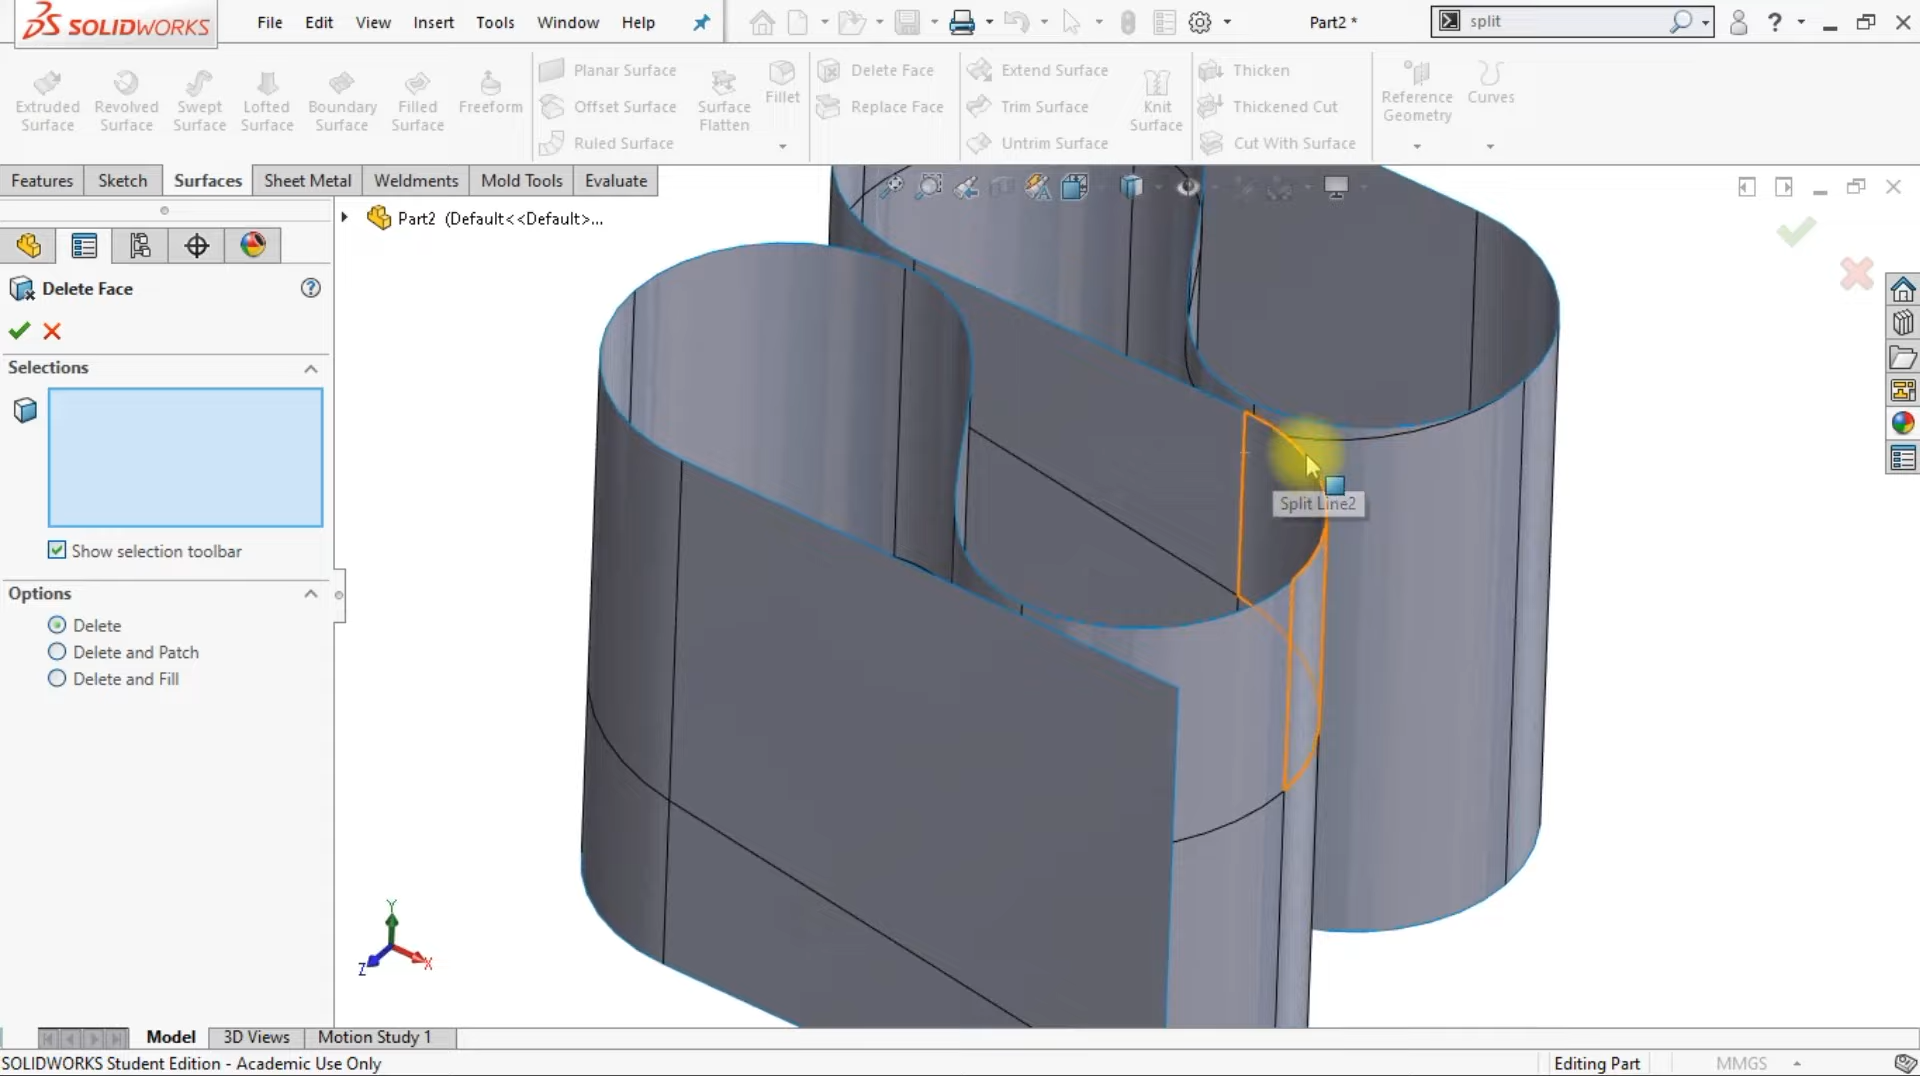 SOLIDWORKS File Edit View Insert Tools Window Help Part2 * split ?
Extruded Surface
Revolved Surface
Swept Surface
Lofted Surface
Boundary Surface
Filled Surface
Freeform
Planar Surface
Offset Surface
Ruled Surface
Surface Flatten
Fillet
Delete Face
Replace Face
Extend Surface
Trim Surface
Untrim Surface
Knit Surface
Thicken
Thickened Cut
Cut With Surface
Reference Geometry
Curves
Features Sketch Surfaces Sheet Metal Weldments Mold Tools Evaluate
Part2 (Default<<Default>...
Delete Face ?
Selections
Show selection toolbar
Options
Delete
Delete and Patch
Delete and Fill
Split Line2
Y
Z X
Model 3D Views Motion Study 1
SOLIDWORKS Student Edition - Academic Use Only Editing Part MMGS